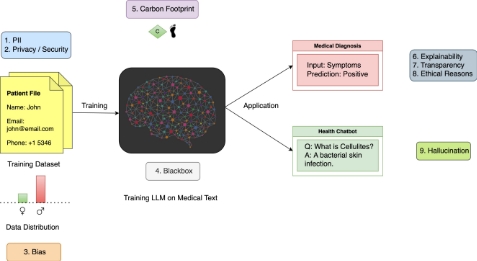 5. Carbon Footprint
C
1. PII
2. Privacy / Security
Patient File
Name: John
Email:
john@email.com
Phone: +1 5346
Training Dataset
Data Distribution
3. Bias
Training
4. Blackbox
Training LLM on Medical Text
Application
Medical Diagnosis
Input: Symptoms
Prediction: Positive
Health Chatbot
Q: What is Cellulites?
A: A bacterial skin
infection.
6. Explainability
7. Transparency
8. Ethical Reasons
9. Hallucination